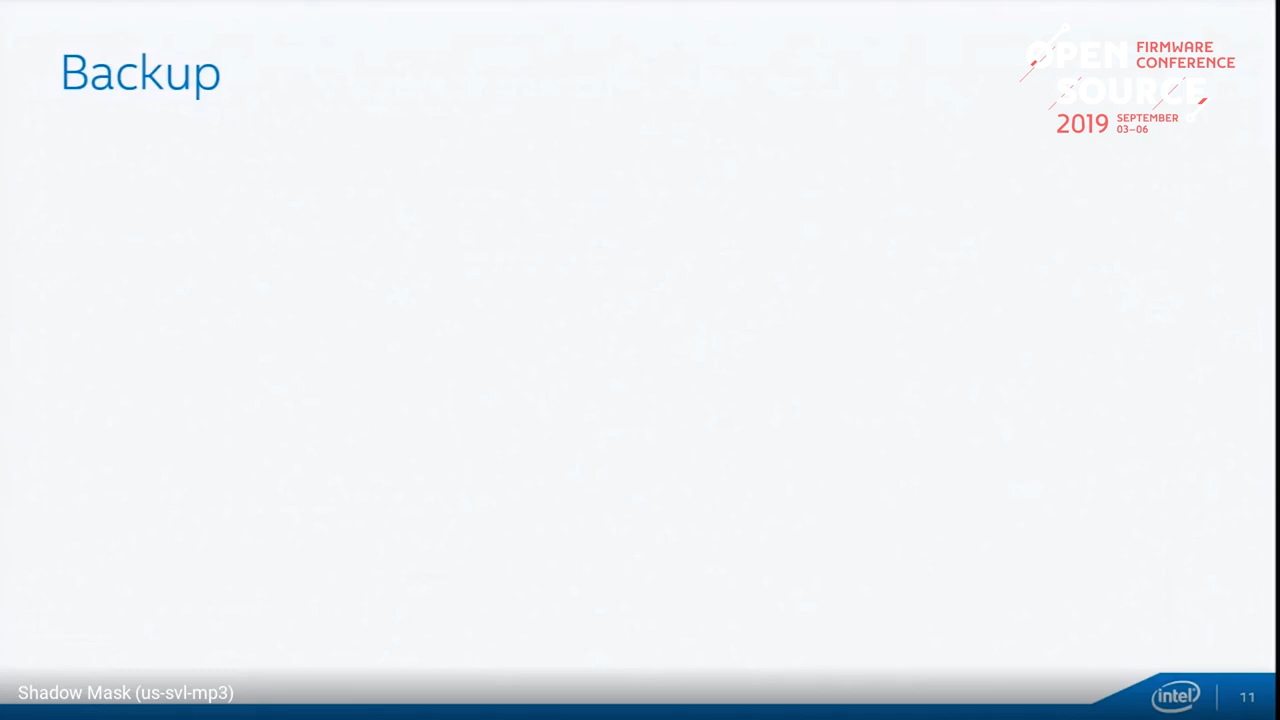 Backup
OPEN
SOURCE
FIRMWARE
CONFERENCE
2019
SEPTEMBER
03–06
Shadow Mask (us-svl-mp3)
intel
11